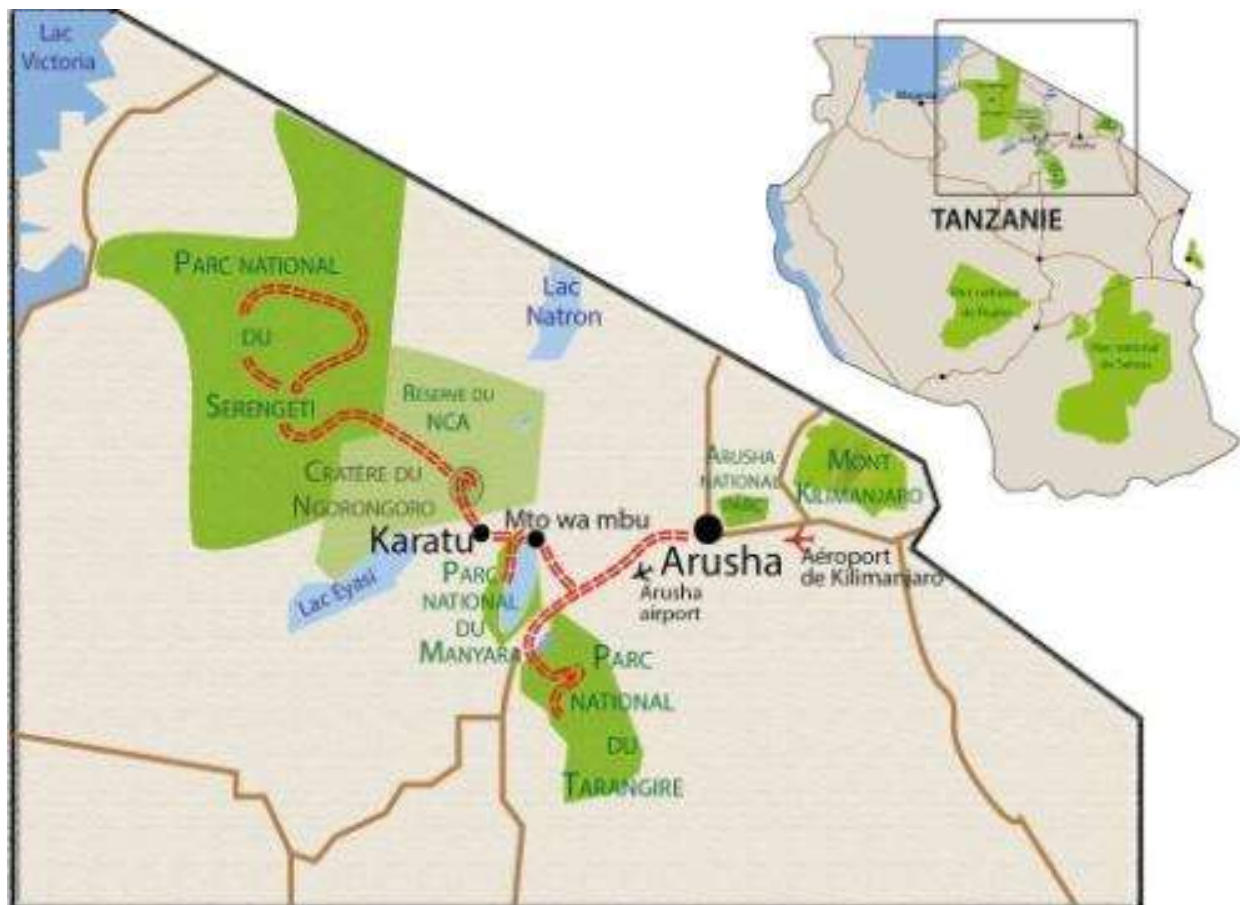 Lac
Victoria
PARC NATIONAL
DU
SERENGETI
Lac
Natron
RÉSERVE DU
NCA
CRATÈRE DU
NGORONGORO
Karatu
Mto wa mbu
Lac Eyasi
PARC
NATIONAL
DU
MANYARA
Arusha
Arusha
airport
ARUSHA
NATIONAL
PARC
MONT
KILIMANJARO
Aéroport
de Kilimanjaro
PARC
NATIONAL
DU
TARANGIRE
TANZANIE